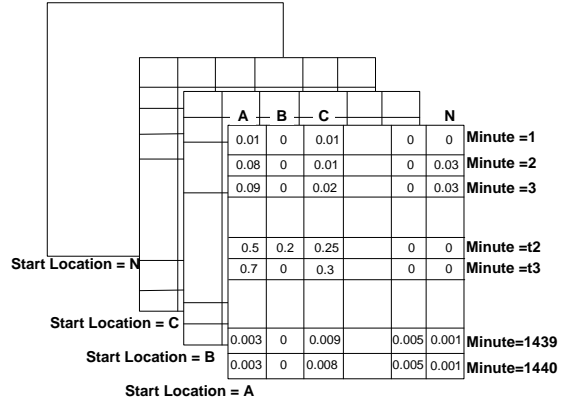 A B C N
0.01 0 0.01 0 0 Minute =1
0.08 0 0.01 0 0.03 Minute =2
0.09 0 0.02 0 0.03 Minute =3
0.5 0.2 0.25 0 0 Minute =t2
0.7 0 0.3 0 0 Minute =t3
0.003 0 0.009 0.005 0.001 Minute=1439
0.003 0 0.008 0.005 0.001 Minute=1440
Start Location = N
Start Location = C
Start Location = B
Start Location = A